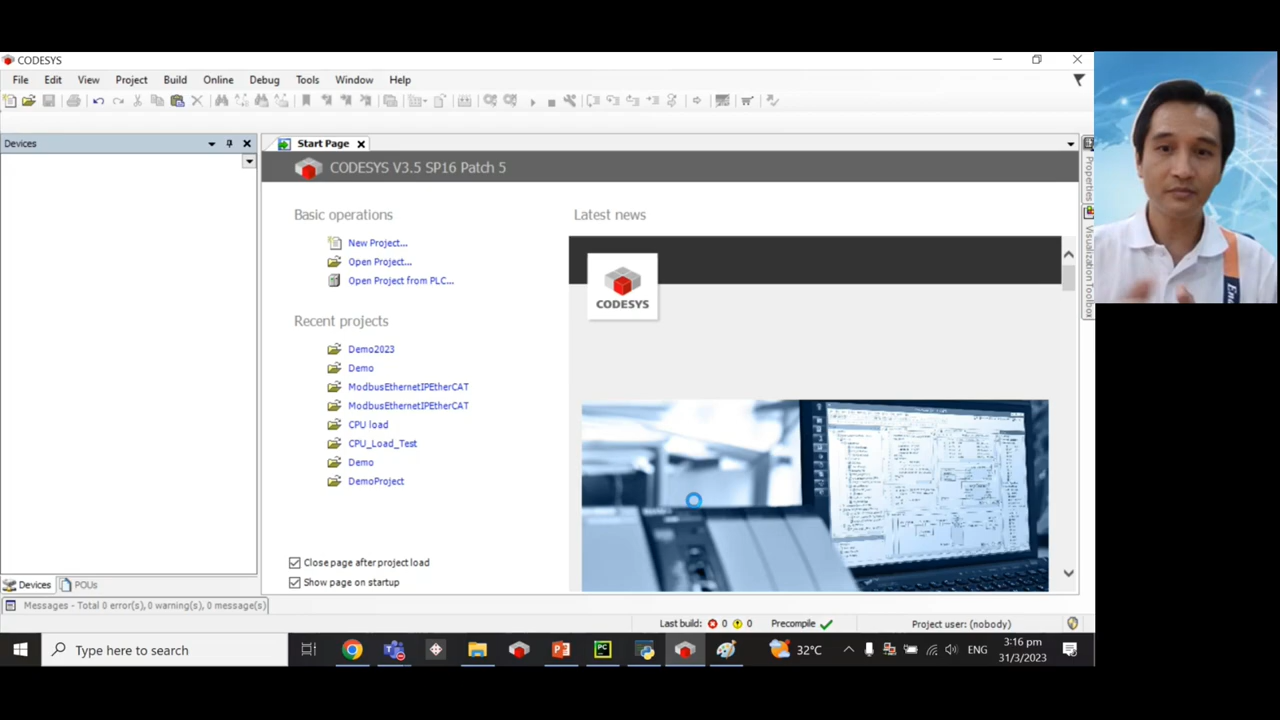 CODESYS
File Edit View Project Build Online Debug Tools Window Help
Devices
Start Page
CODESYS V3.5 SP16 Patch 5
Basic operations
New Project...
Open Project...
Open Project from PLC...
Recent projects
Demo2023
Demo
ModbusEthernetIPEtherCAT
ModbusEthernetIPEtherCAT
CPU load
CPU_Load_Test
Demo
DemoProject
Close page after project load
Show page on startup
Latest news
CODESYS
Properties
Visualization Toolbox
Devices POUs
Messages - Total 0 error(s), 0 warning(s), 0 message(s)
Last build: 0 0 Precompile Project user: (nobody)
Type here to search
32°C
ENG
3:16 pm
31/3/2023